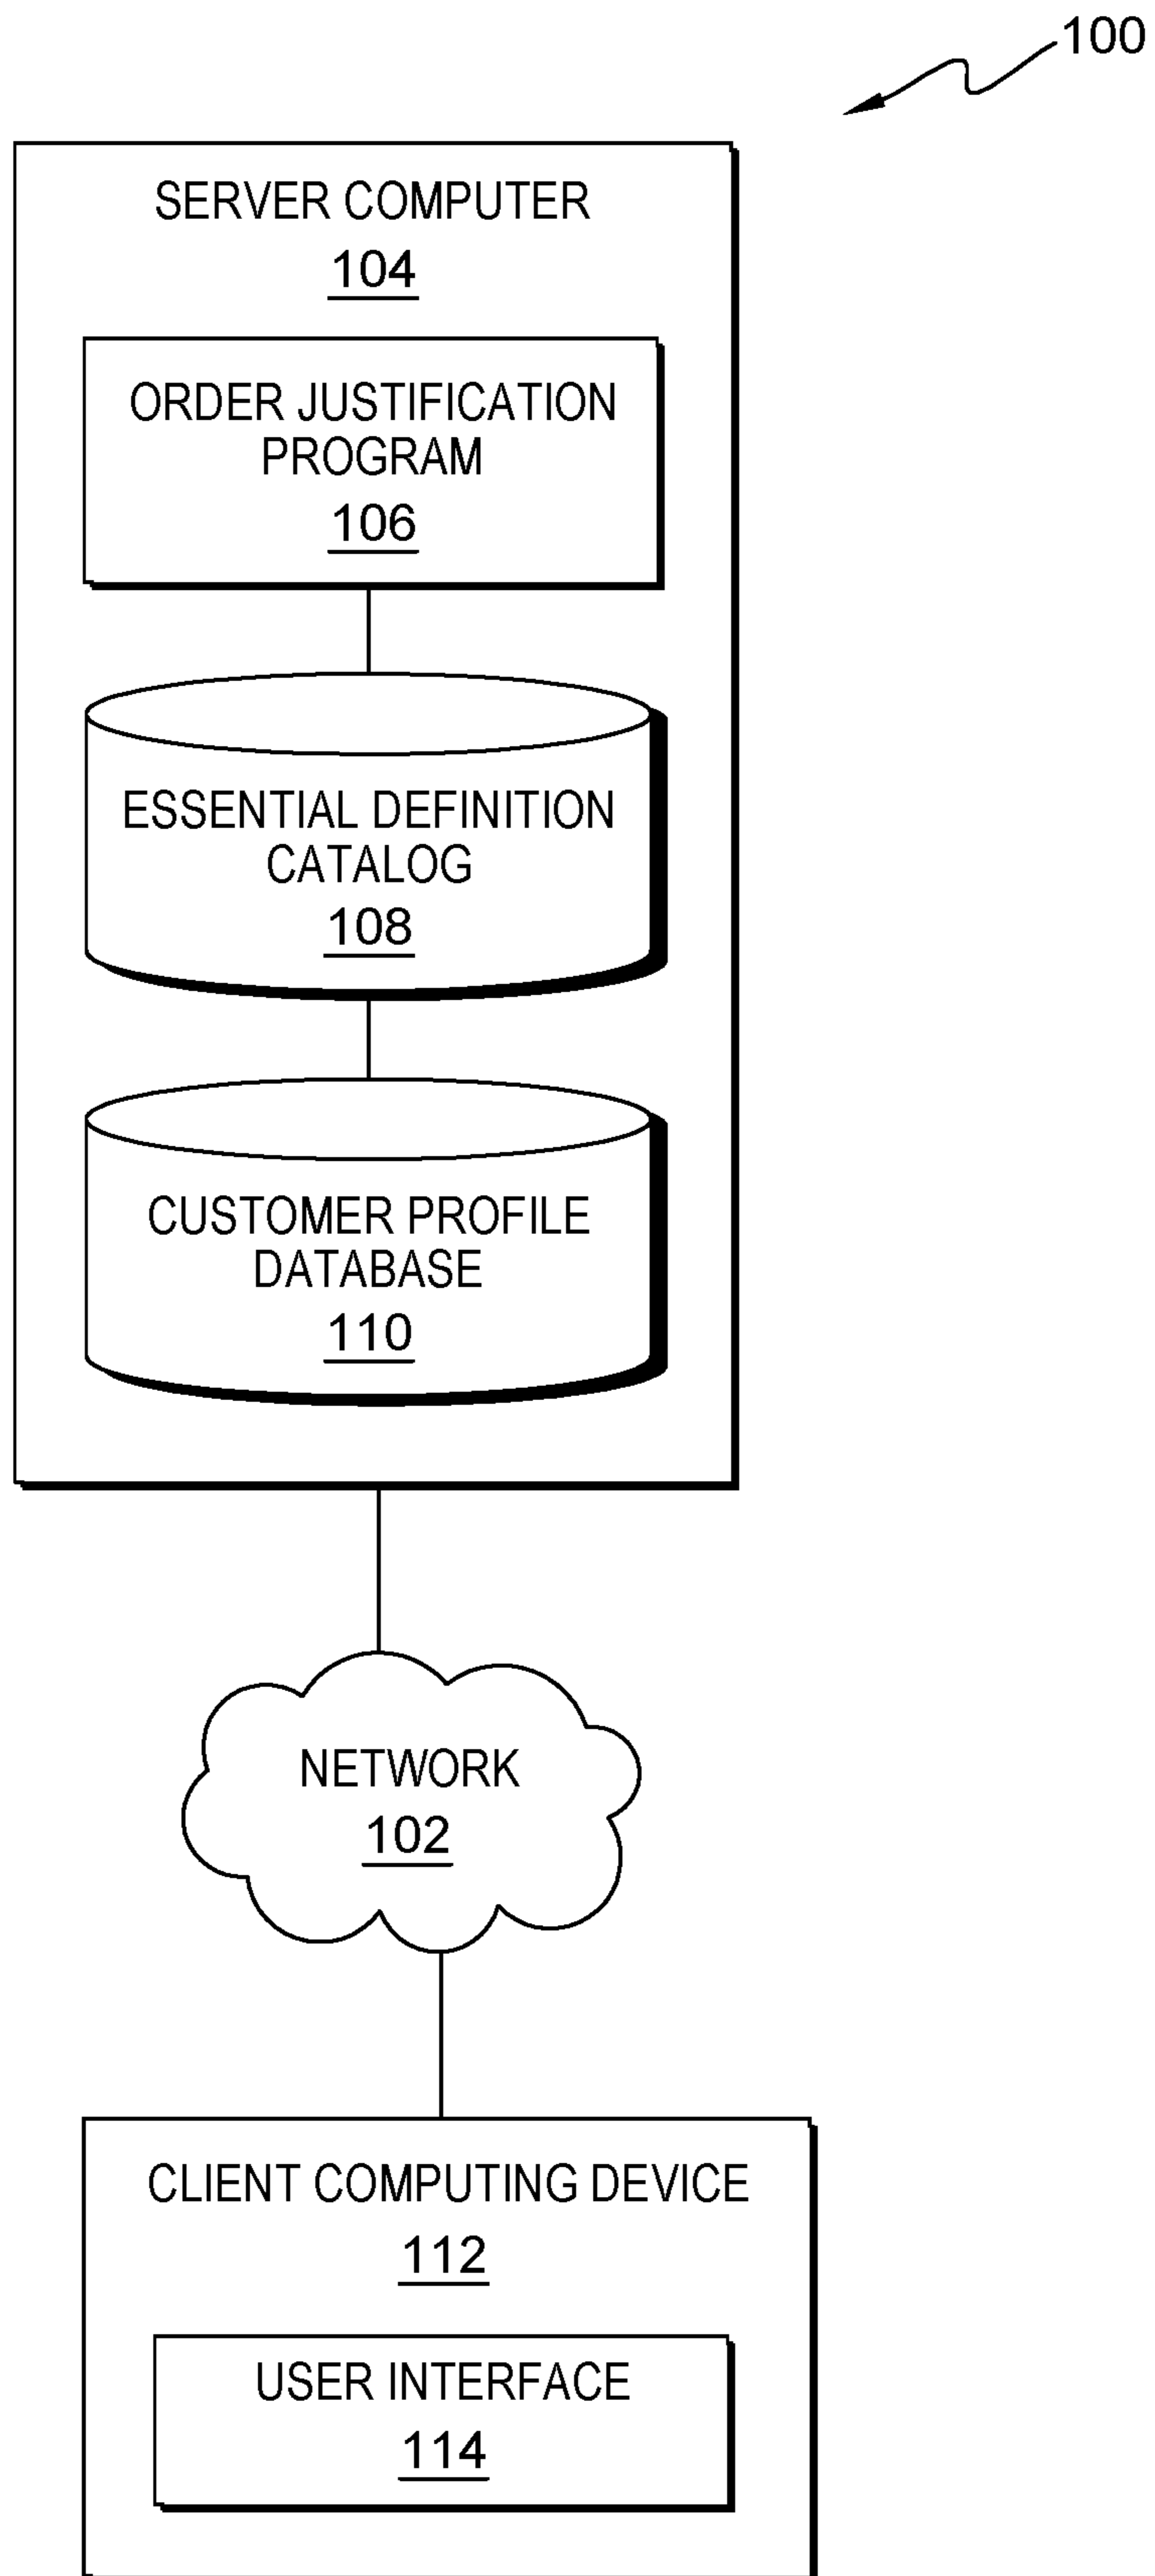 100
SERVER COMPUTER
104
ORDER JUSTIFICATION
PROGRAM
106
ESSENTIAL DEFINITION
CATALOG
108
CUSTOMER PROFILE
DATABASE
110
NETWORK
102
CLIENT COMPUTING DEVICE
112
USER INTERFACE
114